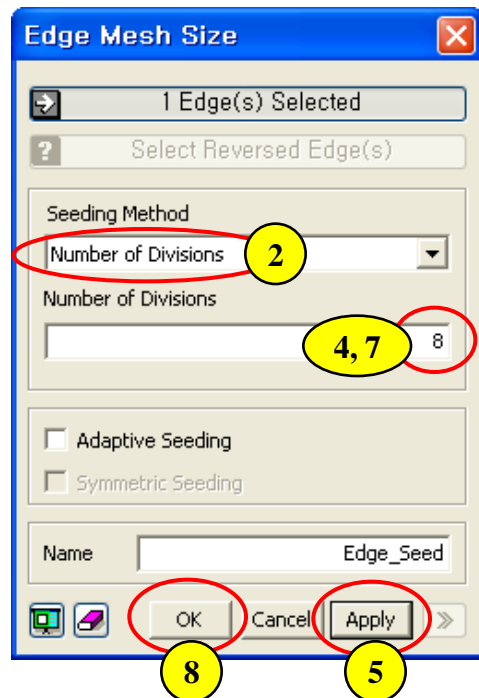 Edge Mesh Size
1 Edge(s) Selected
? Select Reversed Edge(s)
Seeding Method
Number of Divisions 2
Number of Divisions
4, 7 8
Adaptive Seeding
Symmetric Seeding
Name Edge_Seed
OK Cancel Apply >>
8 5